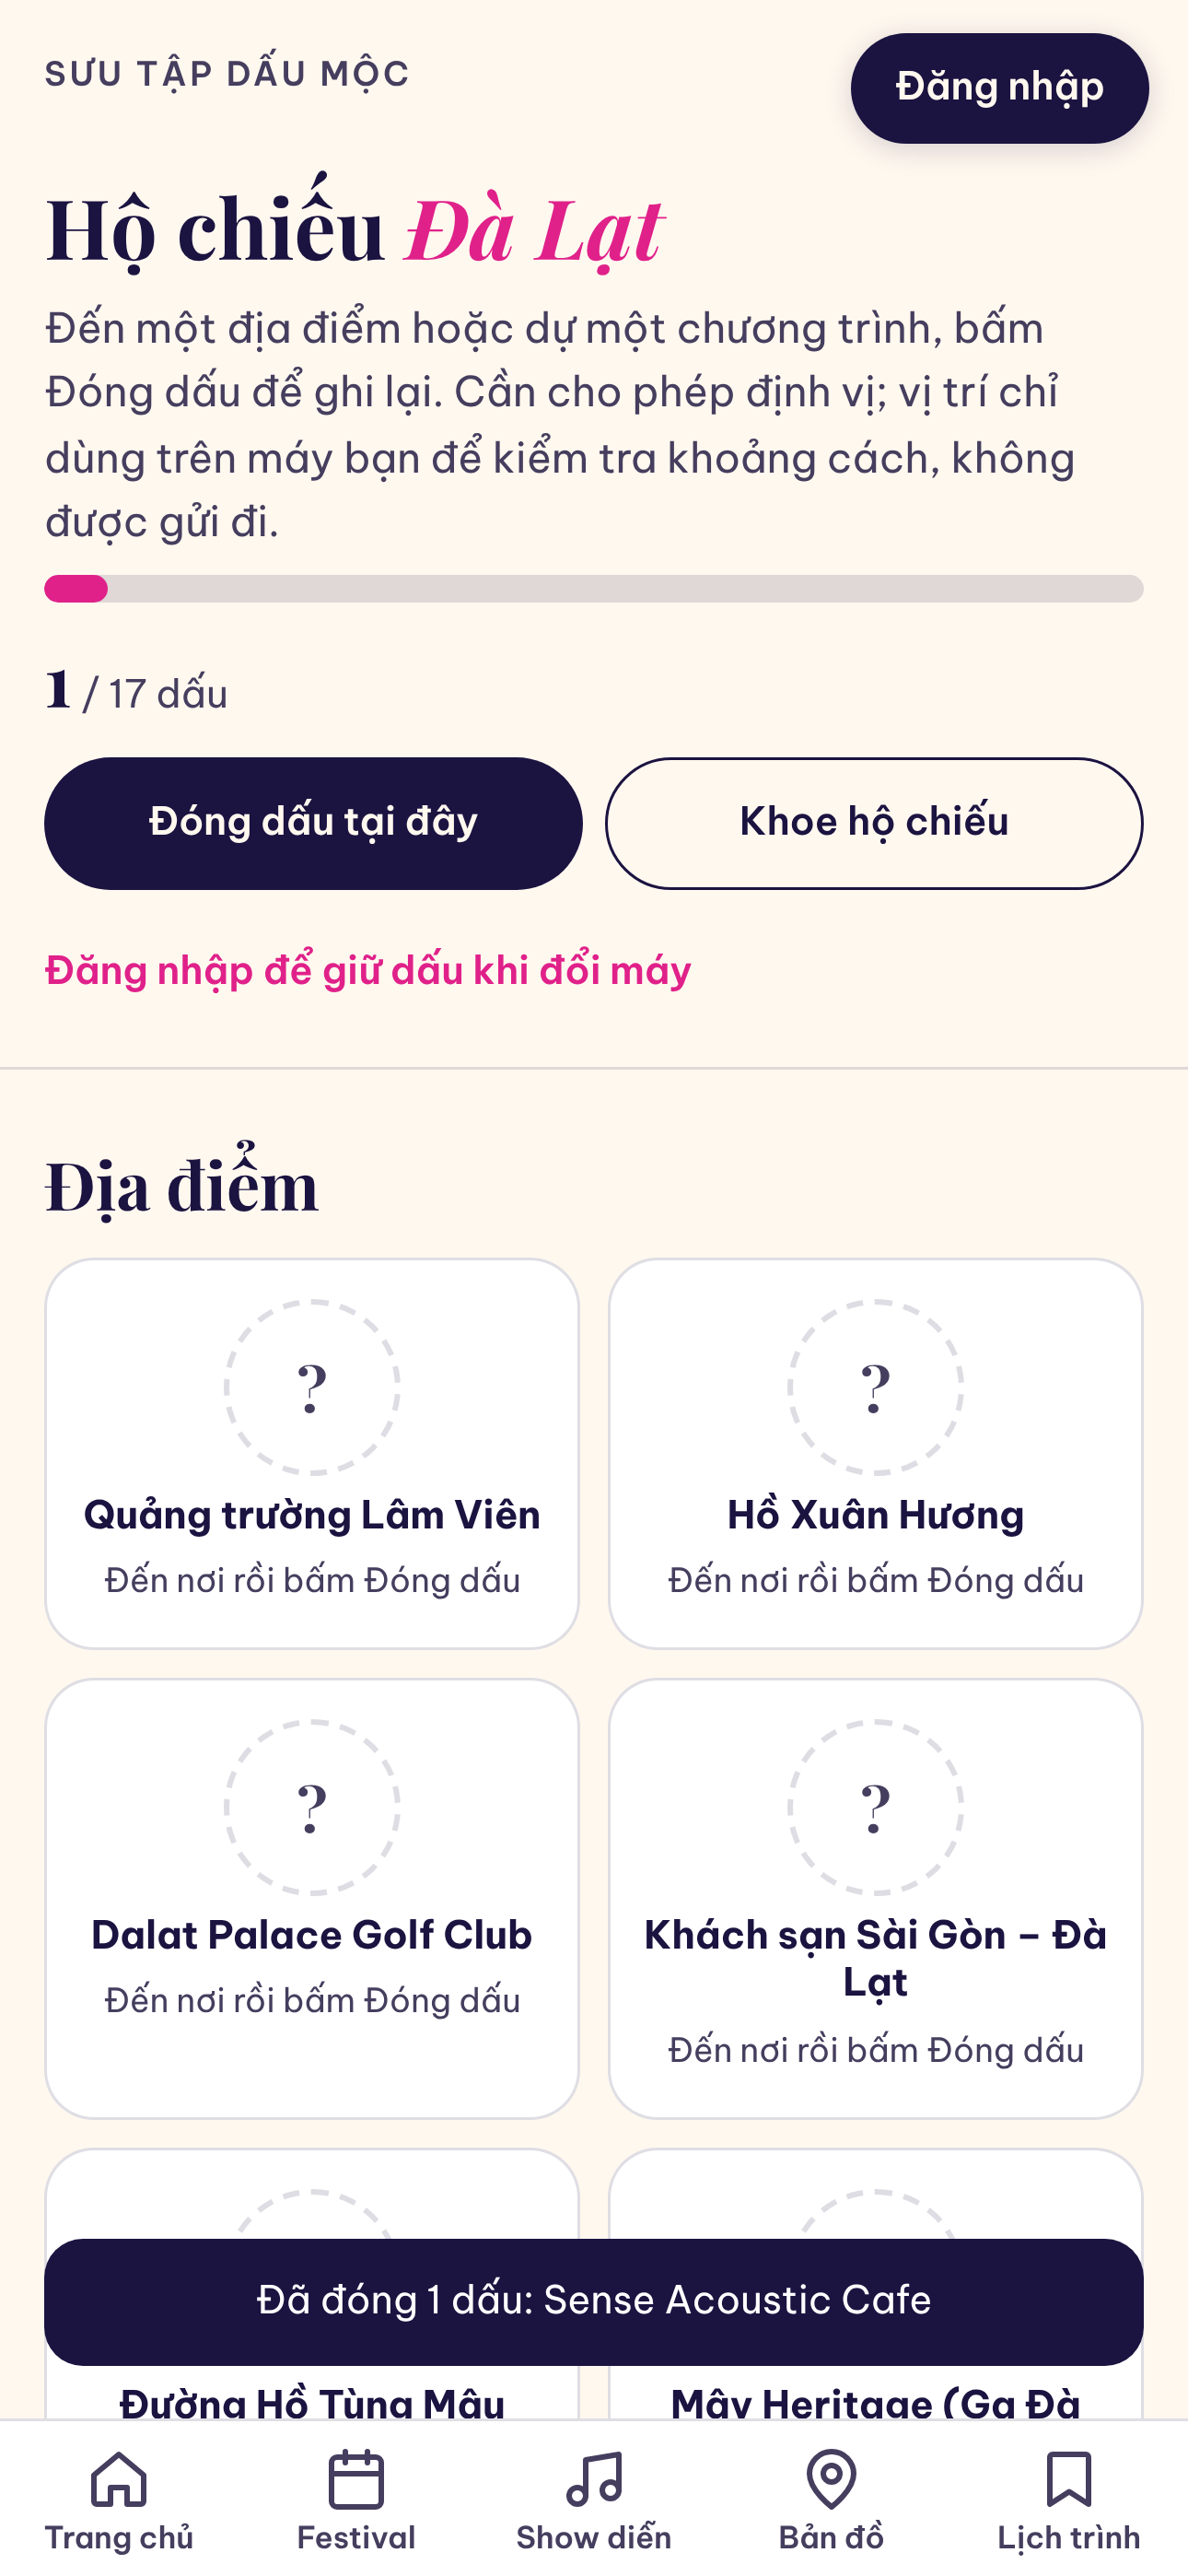 SƯU TẬP DẤU MỘC
Đăng nhập
Hộ chiếu Đà Lạt
Đến một địa điểm hoặc dự một chương trình, bấm
Đóng dấu để ghi lại. Cần cho phép định vị; vị trí chỉ
dùng trên máy bạn để kiểm tra khoảng cách, không
được gửi đi.
1 / 17 dấu
Đóng dấu tại đây
Khoe hộ chiếu
Đăng nhập để giữ dấu khi đổi máy
Địa điểm
?
?
Quảng trường Lâm Viên
Hồ Xuân Hương
Đến nơi rồi bấm Đóng dấu
Đến nơi rồi bấm Đóng dấu
?
?
Dalat Palace Golf Club
Khách sạn Sài Gòn – Đà
Lạt
Đến nơi rồi bấm Đóng dấu
Đến nơi rồi bấm Đóng dấu
Đã đóng 1 dấu: Sense Acoustic Cafe
Đường Hồ Tùng Mậu
Mây Heritage (Ga Đà
Trang chủ
Festival
Show diễn
Bản đồ
Lịch trình